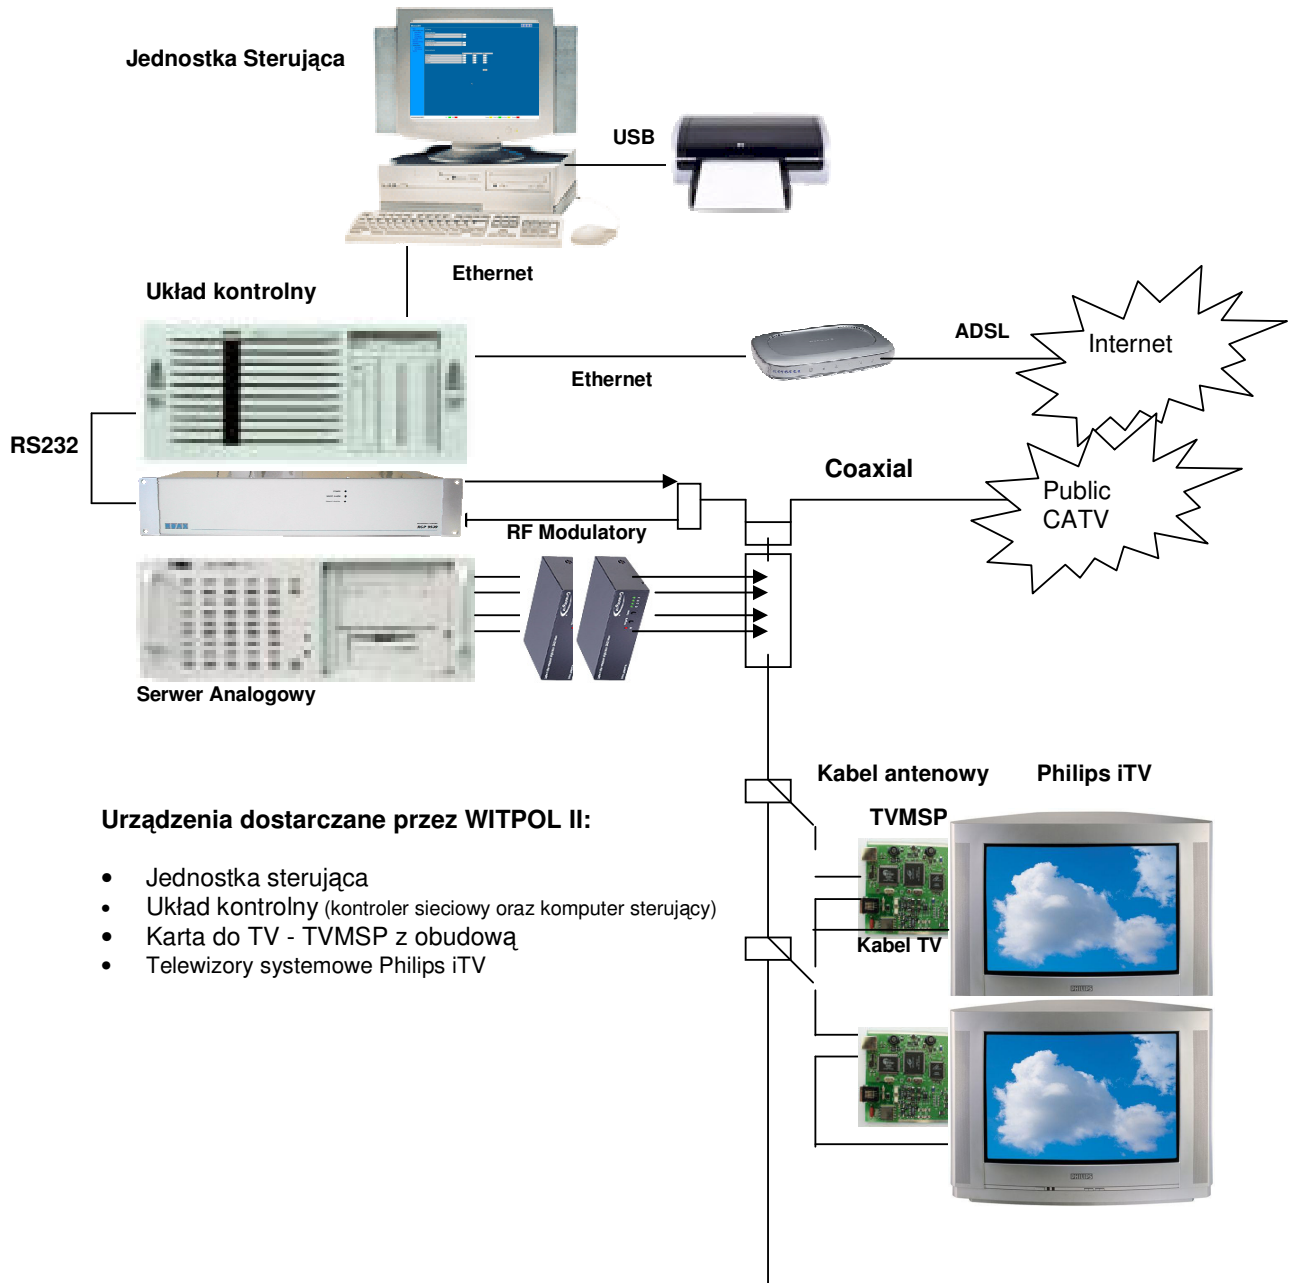 Jednostka Sterująca
USB
Ethernet
Układ kontrolny
ADSL
Internet
Ethernet
RS232
Coaxial
Public
CATV
RF Modulatory
Serwer Analogowy
Kabel antenowy
Philips iTV
TVMSP
Urządzenia dostarczane przez WITPOL II:
• Jednostka sterująca
• Układ kontrolny (kontroler sieciowy oraz komputer sterujący)
• Karta do TV - TVMSP z obudową
• Telewizory systemowe Philips iTV
Kabel TV
PHILIPS
PHILIPS